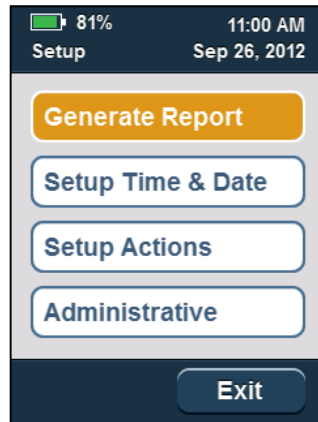 81% 11:00 AM
Setup Sep 26, 2012
Generate Report
Setup Time & Date
Setup Actions
Administrative
Exit